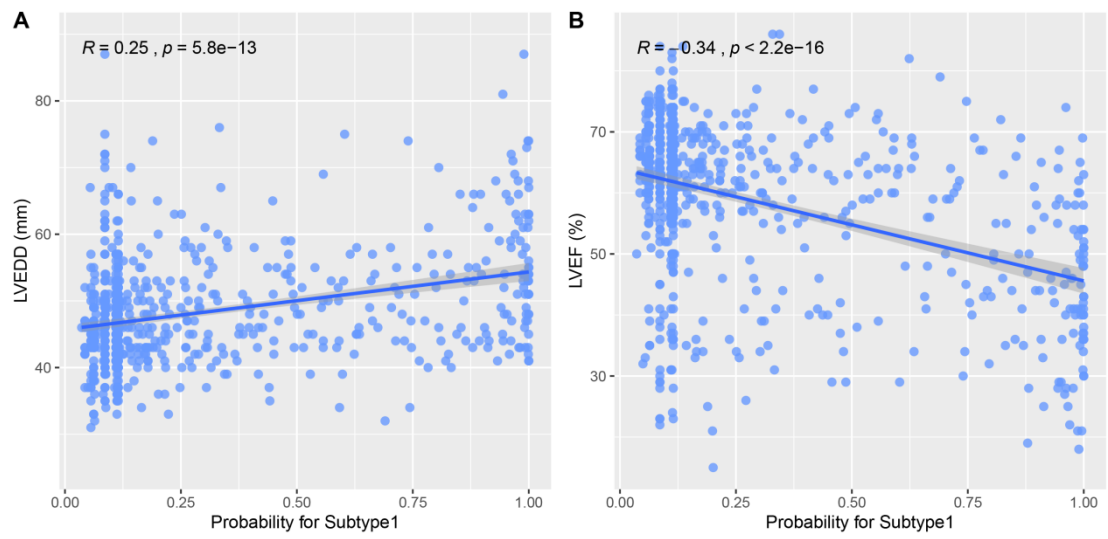 A
R = 0.25 , p = 5.8e−13
LVEDD (mm)
80
60
40
0.00 0.25 0.50 0.75 1.00
Probability for Subtype1
B
R = −0.34 , p < 2.2e−16
LVEF (%)
70
50
30
0.00 0.25 0.50 0.75 1.00
Probability for Subtype1